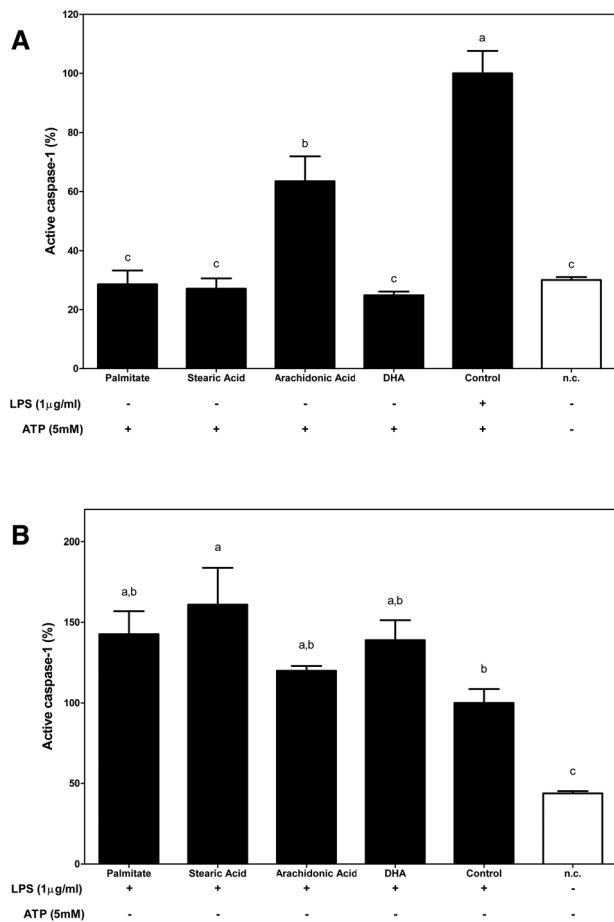 A
120
100
80
60
40
20
0
Active caspase-1 (%)
c c b c a c
Palmitate Stearic Acid Arachidonic Acid DHA Control n.c.
LPS (1μg/ml) - - - - + -
ATP (5mM) + + + + + -
B
200
150
100
50
0
Active caspase-1 (%)
a,b a a,b a,b b c
Palmitate Stearic Acid Arachidonic Acid DHA Control n.c.
LPS (1μg/ml) + + + + + -
ATP (5mM) - - - - - -